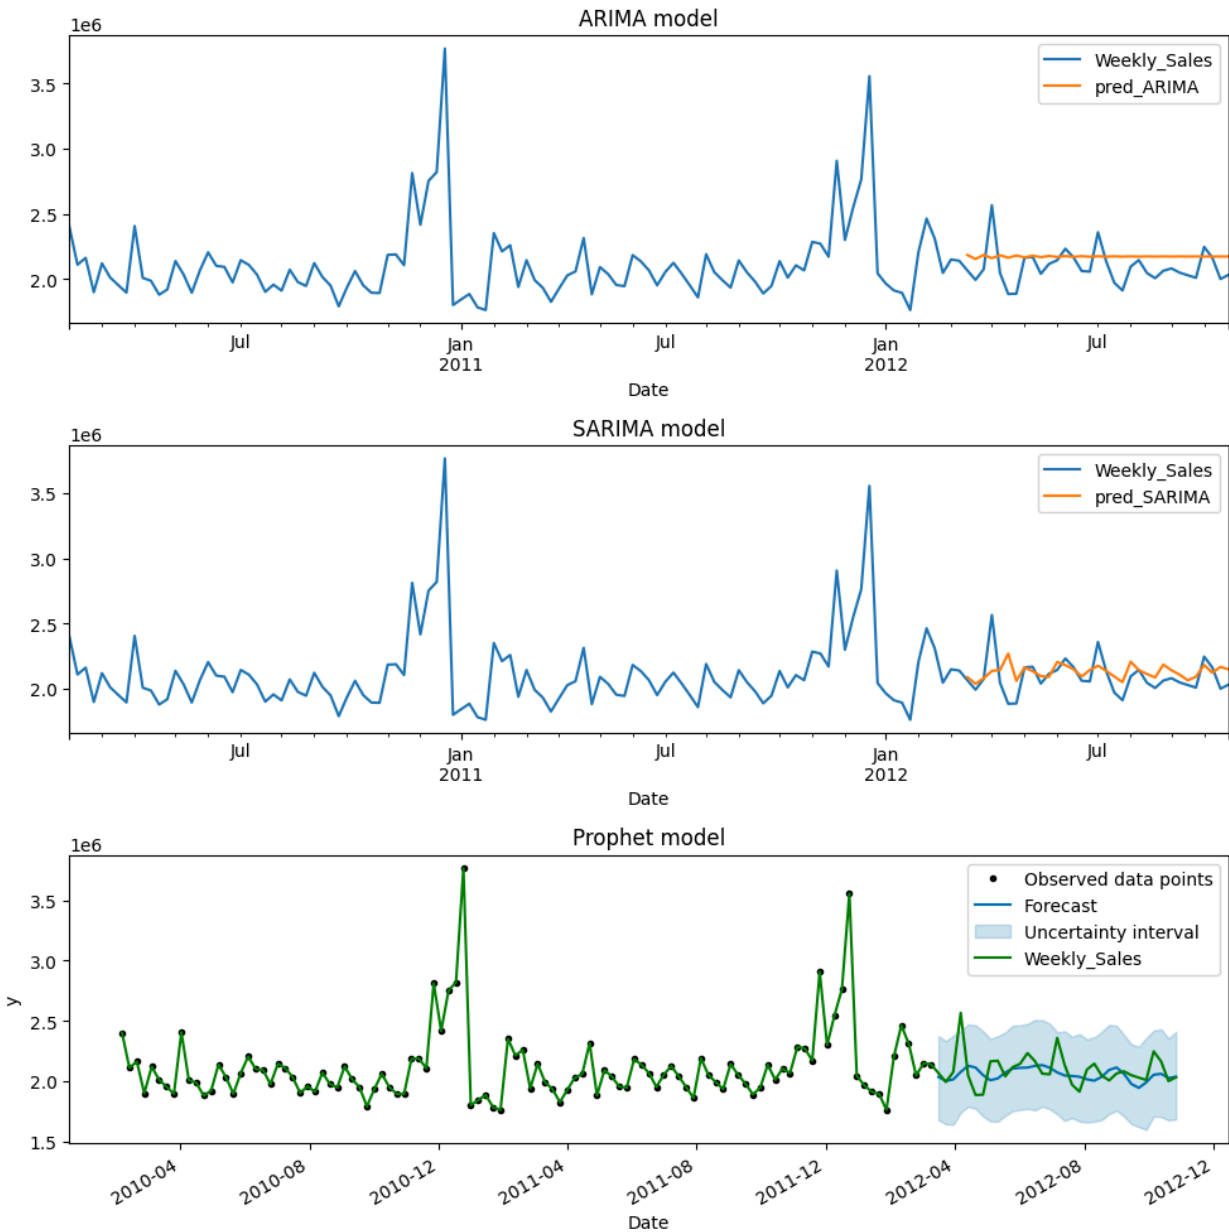 ARIMA model
1e6
Weekly_Sales
pred_ARIMA
3.5
3.0
2.5
2.0
Jul
Jan
2011
Jul
Jan
2012
Jul
Date
SARIMA model
1e6
Weekly_Sales
pred_SARIMA
3.5
3.0
2.5
2.0
Jul
Jan
2011
Jul
Jan
2012
Jul
Date
Prophet model
1e6
Observed data points
Forecast
Uncertainty interval
Weekly_Sales
3.5
3.0
2.5
2.0
1.5
y
2010-04
2010-08
2010-12
2011-04
2011-08
2011-12
2012-04
2012-08
2012-12
Date